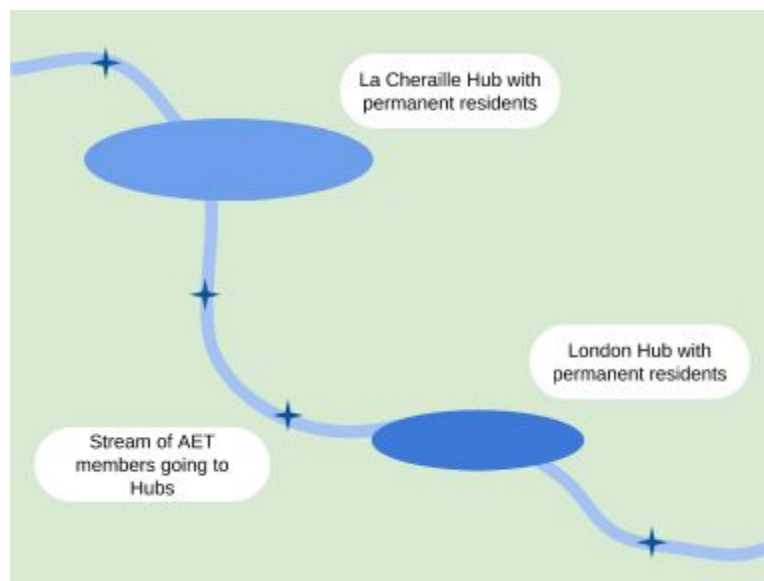 La Cheraille Hub with
permanent residents
London Hub with
permanent residents
Stream of AET
members going to
Hubs